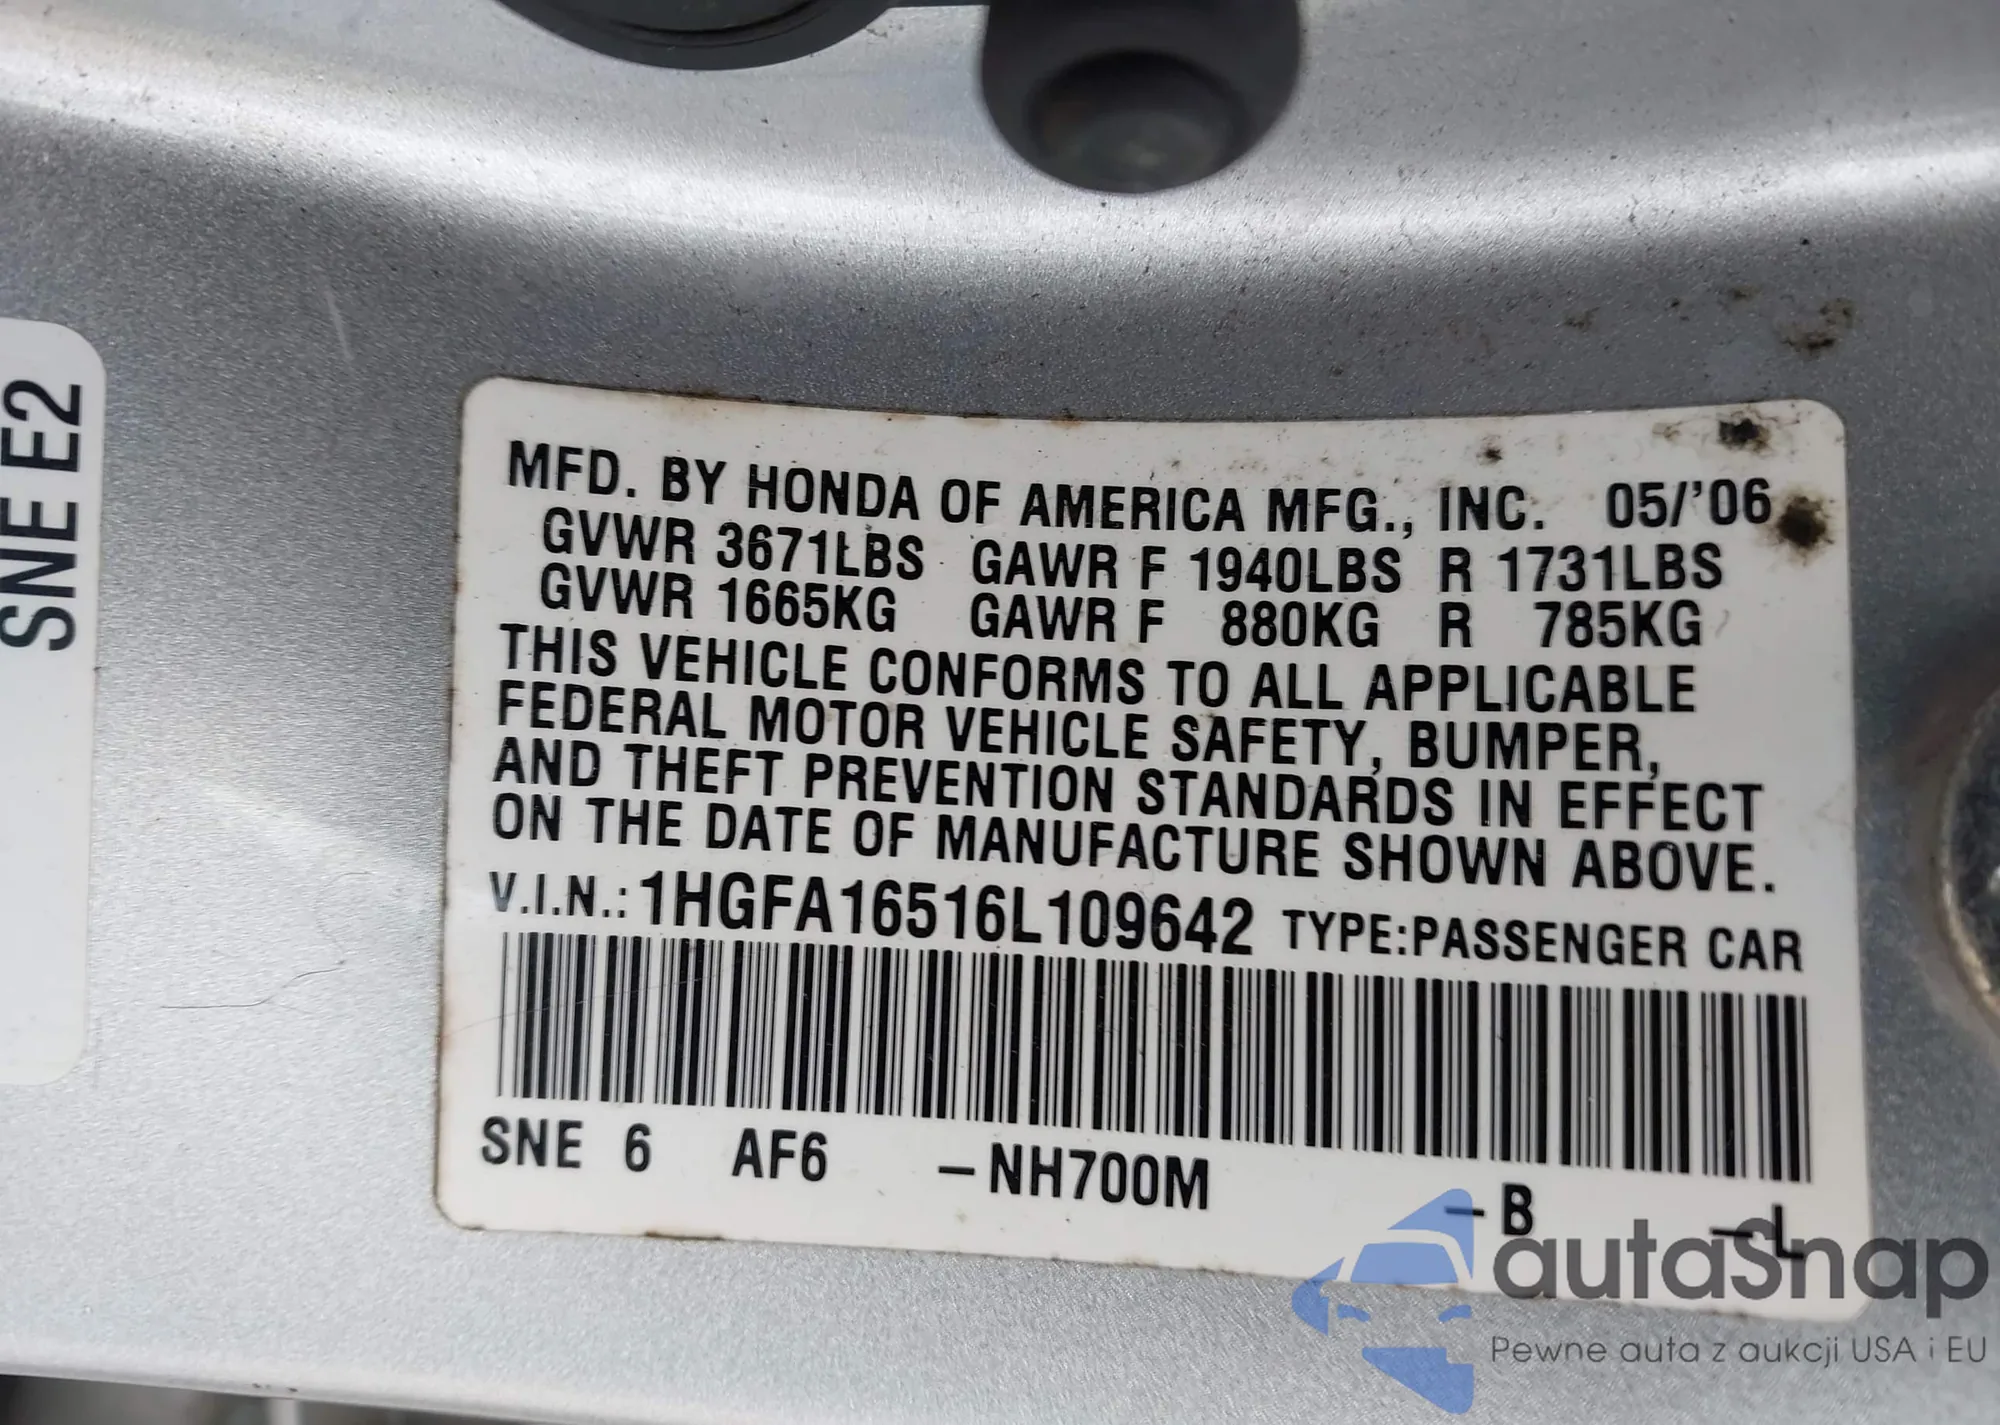 SNE E2
MFD. BY HONDA OF AMERICA MFG., INC. 05/'06
GVWR 3671LBS GAWR F 1940LBS R 1731LBS
GVWR 1665KG GAWR F 880KG R 785KG
THIS VEHICLE CONFORMS TO ALL APPLICABLE
FEDERAL MOTOR VEHICLE SAFETY, BUMPER,
AND THEFT PREVENTION STANDARDS IN EFFECT
ON THE DATE OF MANUFACTURE SHOWN ABOVE.
V.I.N.: 1HGFA16516L109642 TYPE:PASSENGER CAR
SNE 6 AF6 –NH700M –B –L
autaSnap
Pewne auta z aukcji USA i EU